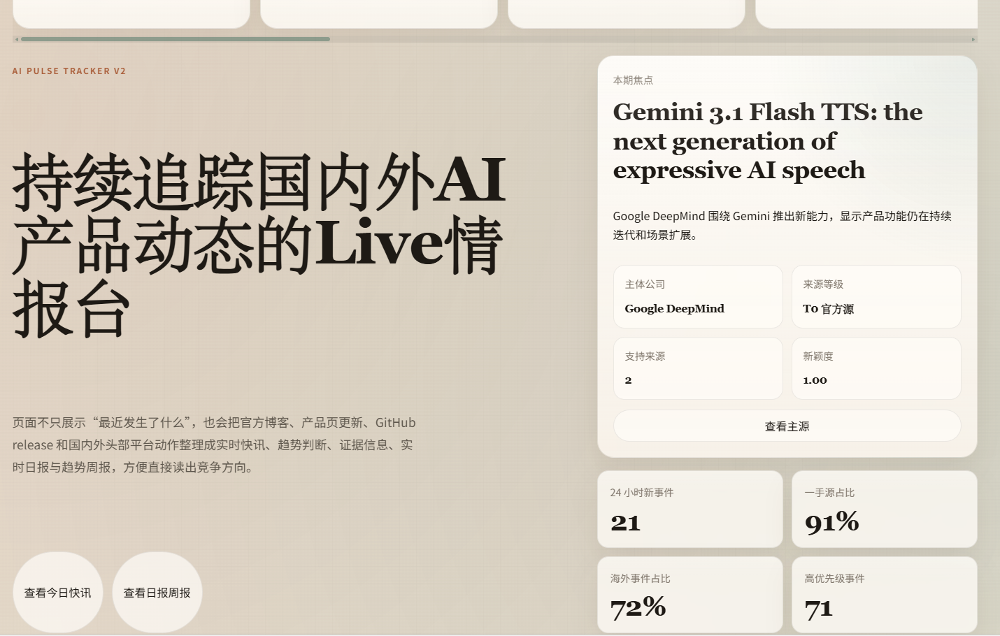 AI PULSE TRACKER V2
持续追踪国内外AI
产品动态的Live情
报台
页面不只展示“最近发生了什么”，也会把官方博客、产品页更新、GitHub
release 和国内外头部平台动作整理成实时快讯、趋势判断、证据信息、实
时日报与趋势周报，方便直接读出竞争方向。
查看今日快讯
查看日报周报
本期焦点
Gemini 3.1 Flash TTS: the
next generation of
expressive AI speech
Google DeepMind 围绕 Gemini 推出新能力，显示产品功能仍在持续
迭代和场景扩展。
主体公司
Google DeepMind
来源等级
T0 官方源
支持来源
2
新颖度
1.00
查看主源
24 小时新事件
21
一手源占比
91%
海外事件占比
72%
高优先级事件
71